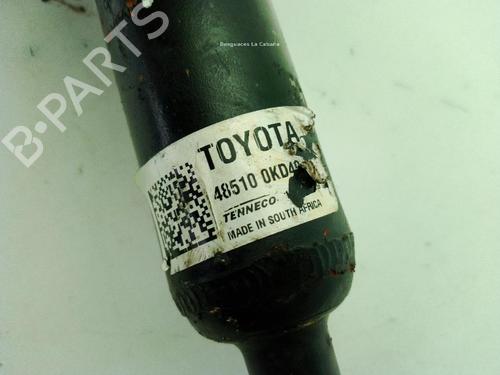 Desguaces La Cabaña
B-PARTS
TOYOTA
48510 0KD4
TENNECO
MADE IN SOUTH AFRICA